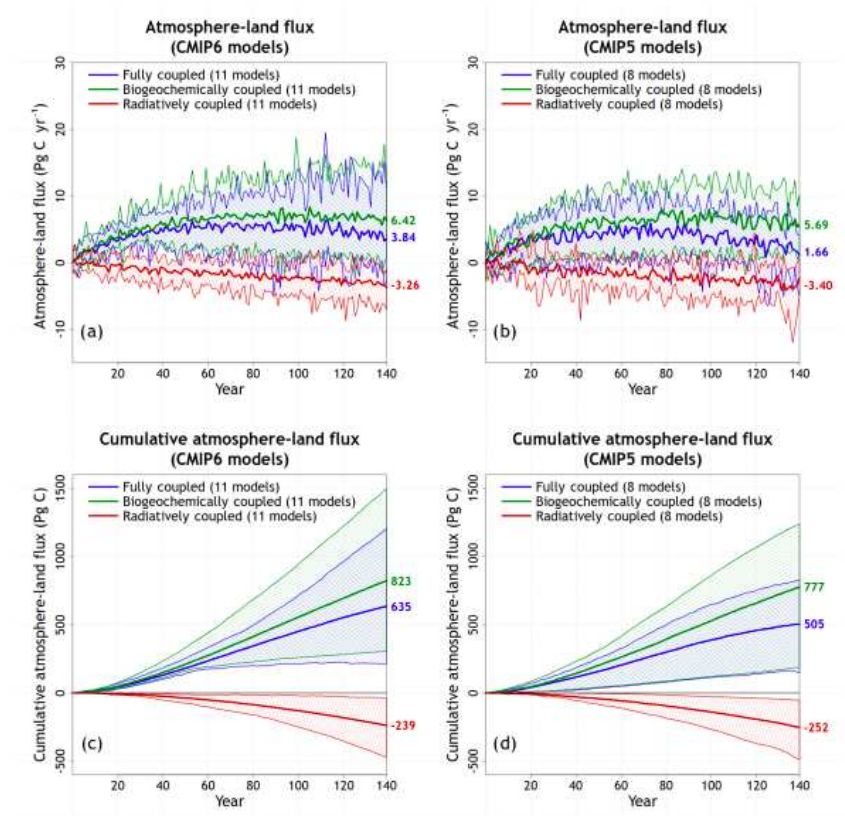 Atmosphere-land flux
(CMIP6 models)
Atmosphere-land flux (Pg C yr⁻¹)
30
20
10
0
-10
Fully coupled (11 models)
Biogeochemically coupled (11 models)
Radiatively coupled (11 models)
6.42
3.84
-3.26
(a)
20 40 60 80 100 120 140
Year
Atmosphere-land flux
(CMIP5 models)
Atmosphere-land flux (Pg C yr⁻¹)
30
20
10
0
-10
Fully coupled (8 models)
Biogeochemically coupled (8 models)
Radiatively coupled (8 models)
5.69
1.66
-3.40
(b)
20 40 60 80 100 120 140
Year
Cumulative atmosphere-land flux
(CMIP6 models)
Cumulative atmosphere-land flux (Pg C)
1500
1000
500
0
-500
Fully coupled (11 models)
Biogeochemically coupled (11 models)
Radiatively coupled (11 models)
823
635
-239
(c)
20 40 60 80 100 120 140
Year
Cumulative atmosphere-land flux
(CMIP5 models)
Cumulative atmosphere-land flux (Pg C)
1500
1000
500
0
-500
Fully coupled (8 models)
Biogeochemically coupled (8 models)
Radiatively coupled (8 models)
777
505
-252
(d)
20 40 60 80 100 120 140
Year